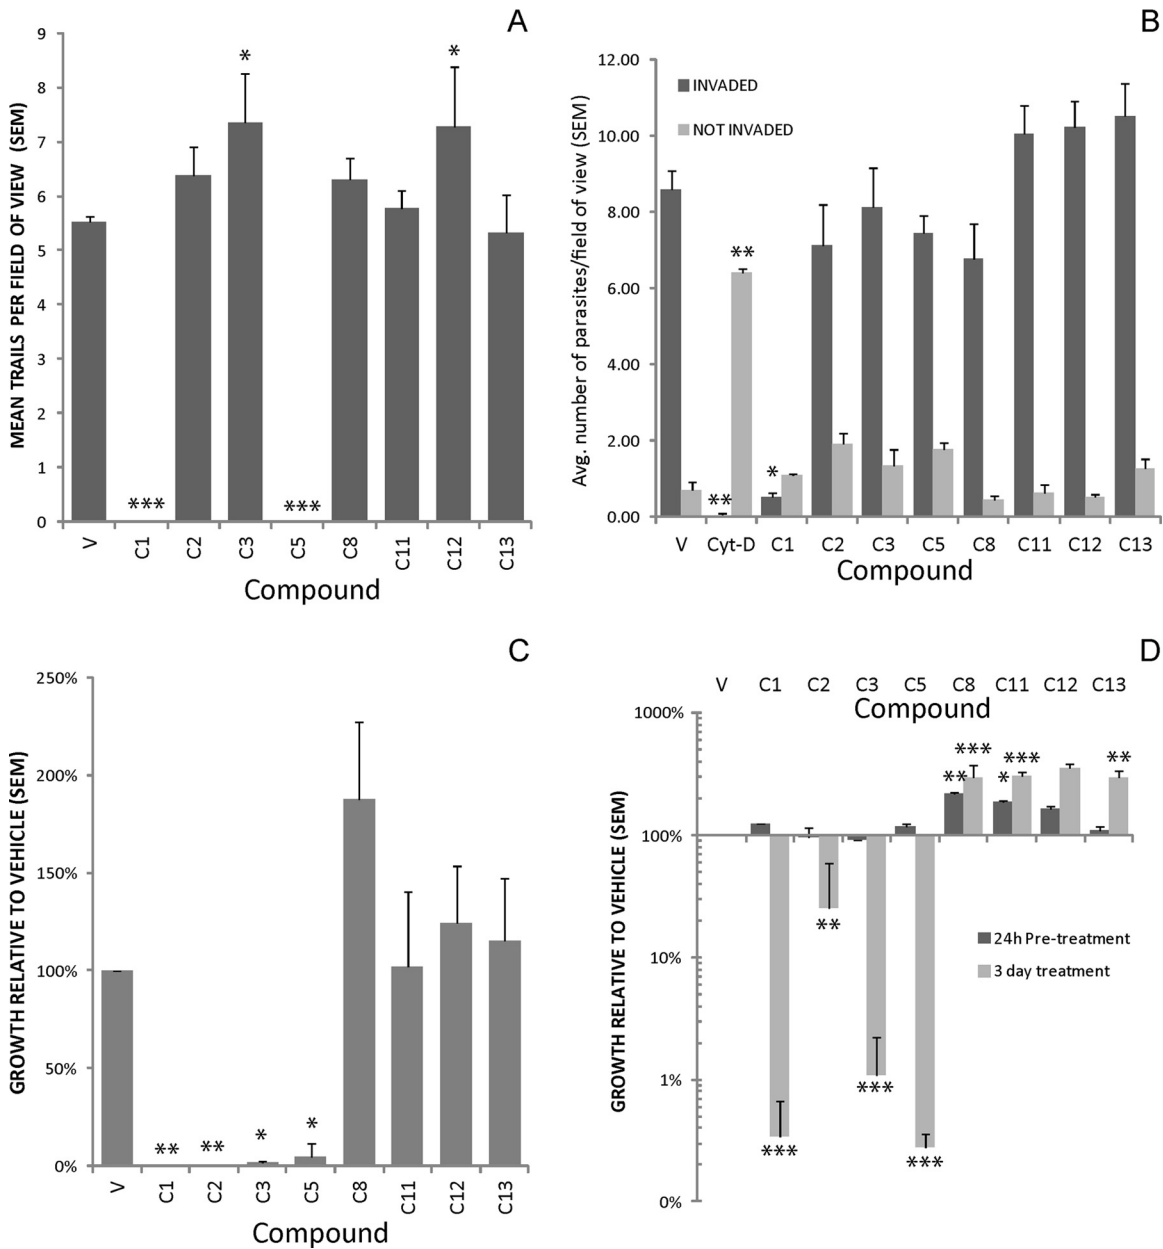 A
MEAN TRAILS PER FIELD OF VIEW (SEM)
9
8
7
6
5
4
3
2
1
0
* *
*** ***
V C1 C2 C3 C5 C8 C11 C12 C13
Compound
B
Avg. number of parasites/field of view (SEM)
12.00
10.00
8.00
6.00
4.00
2.00
0.00
INVADED
NOT INVADED
**
** *
V Cyt-D C1 C2 C3 C5 C8 C11 C12 C13
Compound
C
GROWTH RELATIVE TO VEHICLE (SEM)
250%
200%
150%
100%
50%
0%
** ** * *
V C1 C2 C3 C5 C8 C11 C12 C13
Compound
D
V C1 C2 C3 C5 C8 C11 C12 C13
Compound
GROWTH RELATIVE TO VEHICLE (SEM)
1000%
100%
10%
1%
0%
*** *** **
** *
**
***
*** ***
24h Pre-treatment
3 day treatment